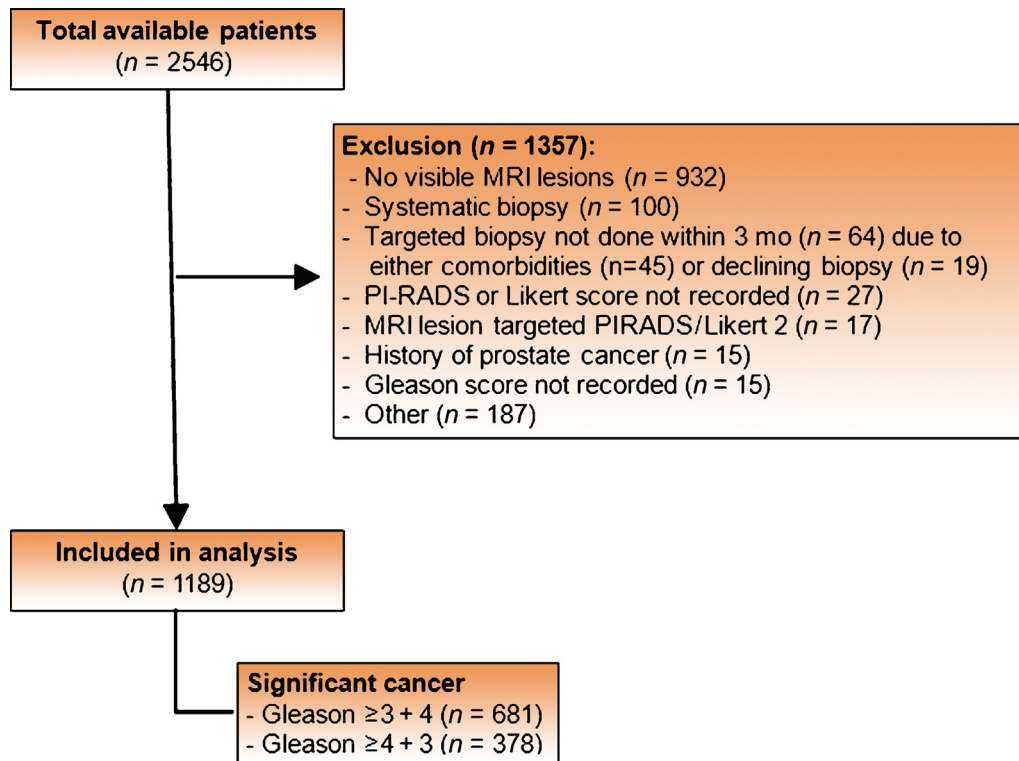 Total available patients
(n = 2546)
Exclusion (n = 1357):
- No visible MRI lesions (n = 932)
- Systematic biopsy (n = 100)
- Targeted biopsy not done within 3 mo (n = 64) due to
either comorbidities (n=45) or declining biopsy (n = 19)
- PI-RADS or Likert score not recorded (n = 27)
- MRI lesion targeted PIRADS/Likert 2 (n = 17)
- History of prostate cancer (n = 15)
- Gleason score not recorded (n = 15)
- Other (n = 187)
Included in analysis
(n = 1189)
Significant cancer
- Gleason ≥3 + 4 (n = 681)
- Gleason ≥4 + 3 (n = 378)